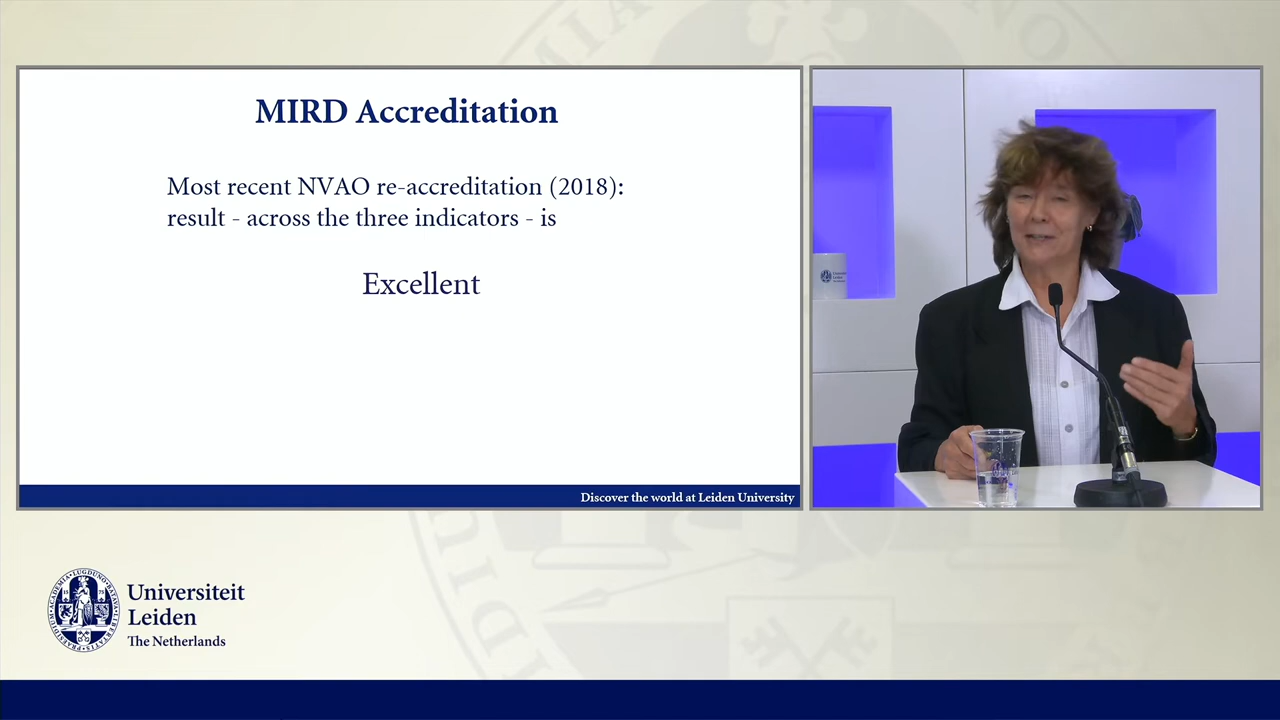 MIRD Accreditation
Most recent NVAO re-accreditation (2018):
result - across the three indicators - is
Excellent
Discover the world at Leiden University
Universiteit
Leiden
The Netherlands